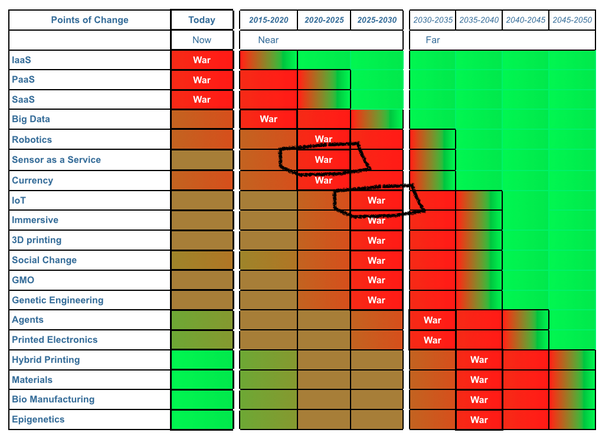 Points of Change Today 2015-2020 2020-2025 2025-2030 2030-2035 2035-2040 2040-2045 2045-2050
Now Near Far
IaaS War
PaaS War
SaaS War
Big Data War
Robotics War
Sensor as a Service War
Currency War
IoT War
Immersive War
3D printing War
Social Change War
GMO War
Genetic Engineering War
Agents War
Printed Electronics War
Hybrid Printing War
Materials War
Bio Manufacturing War
Epigenetics War